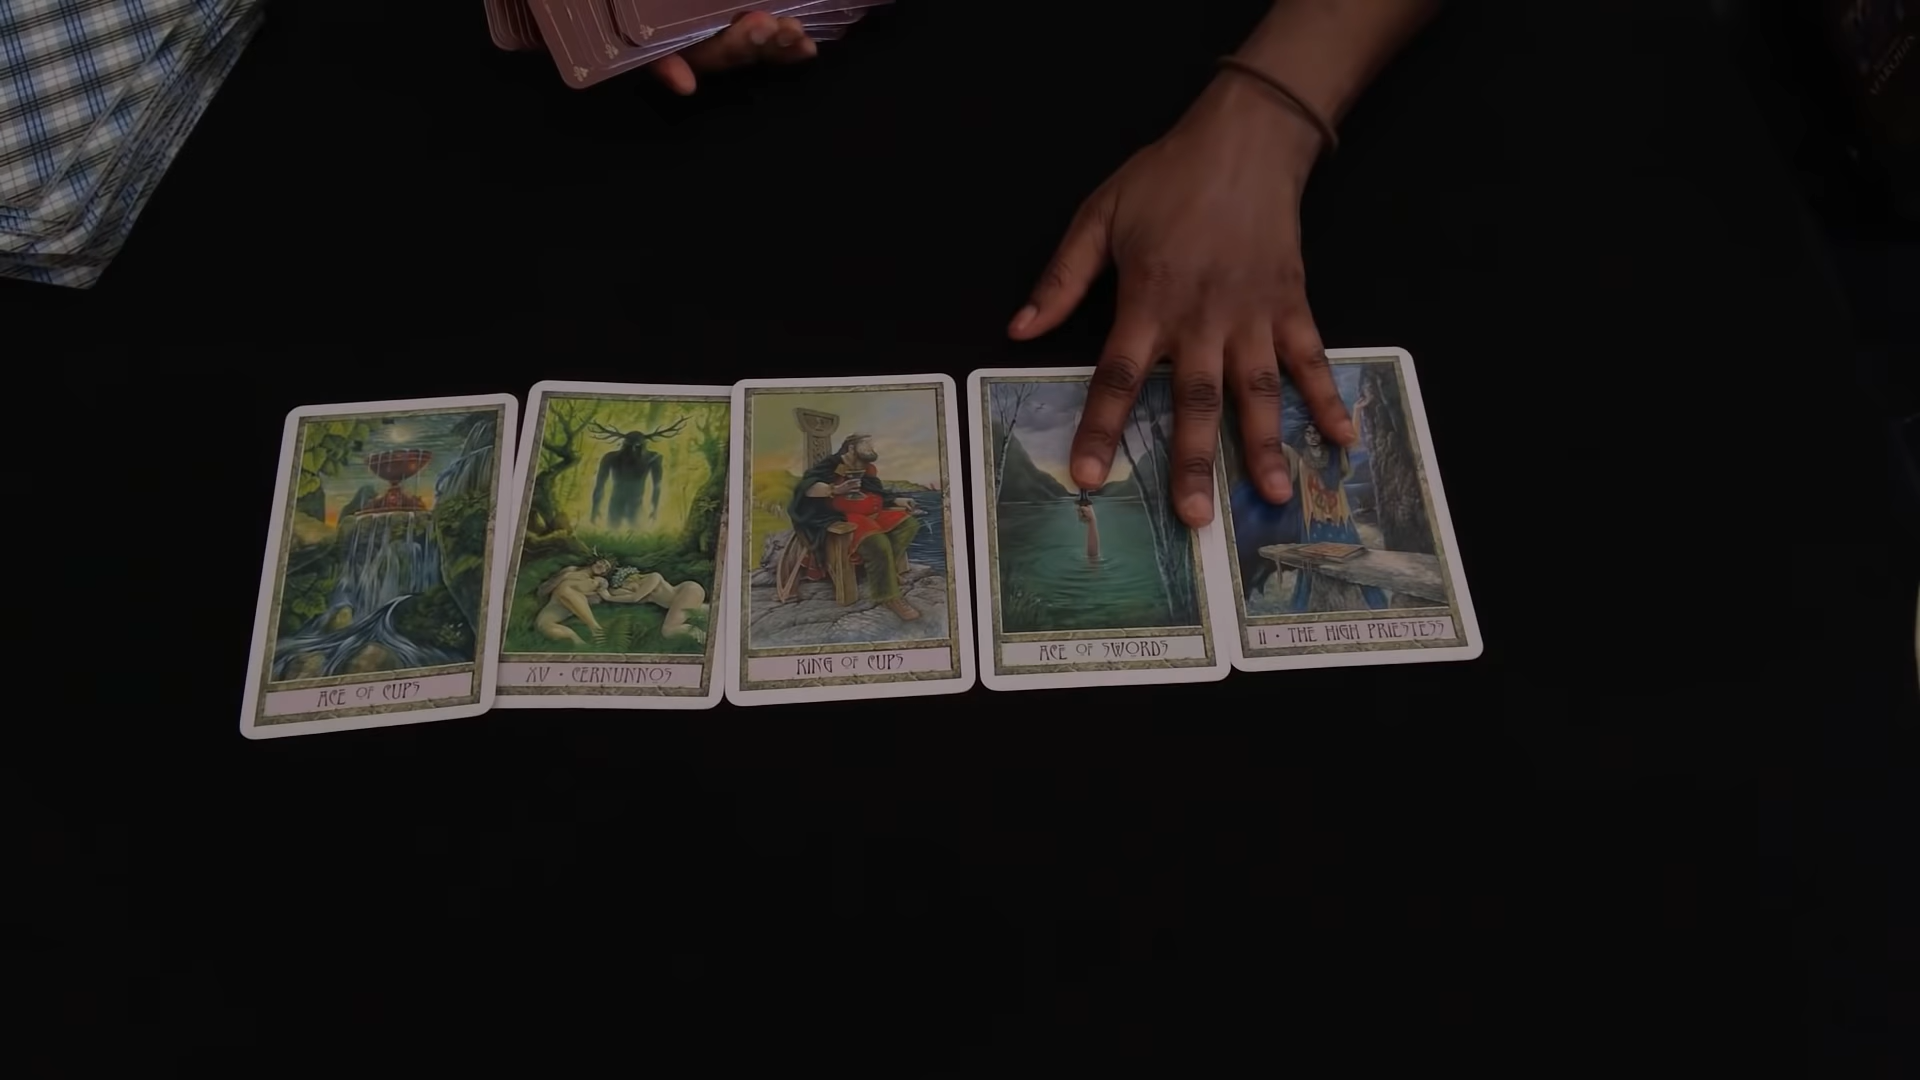 ACE OF CUPS
XV · CERNUNNOS
KING OF CUPS
ACE OF SWORDS
II · THE HIGH PRIESTESS